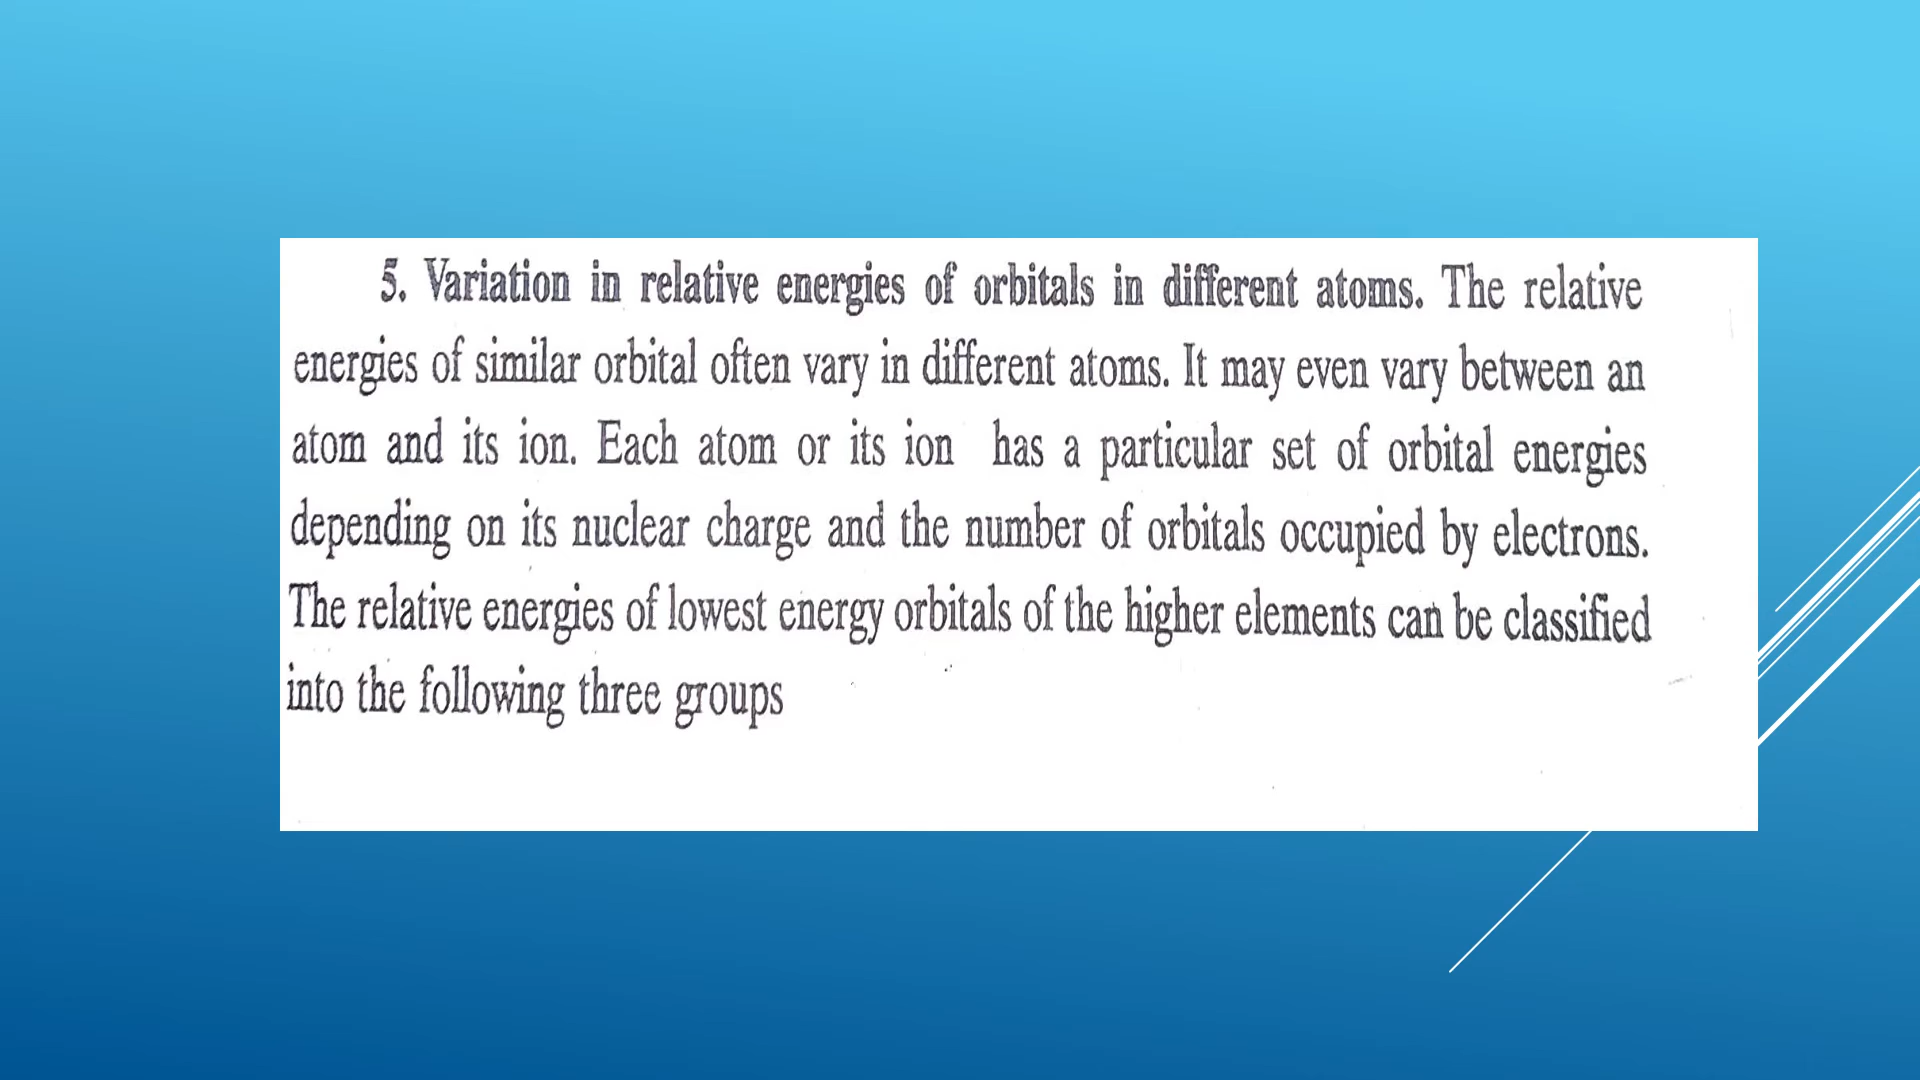 5. Variation in relative energies of orbitals in different atoms. The relative
energies of similar orbital often vary in different atoms. It may even vary between an
atom and its ion. Each atom or its ion has a particular set of orbital energies
depending on its nuclear charge and the number of orbitals occupied by electrons.
The relative energies of lowest energy orbitals of the higher elements can be classified
into the following three groups